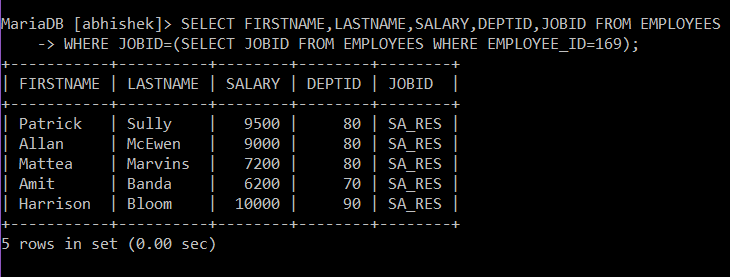 MariaDB [abhishek]> SELECT FIRSTNAME,LASTNAME,SALARY,DEPTID,JOBID FROM EMPLOYEES
    -> WHERE JOBID=(SELECT JOBID FROM EMPLOYEES WHERE EMPLOYEE_ID=169);
+-----------+----------+--------+--------+--------+
| FIRSTNAME | LASTNAME | SALARY | DEPTID | JOBID  |
+-----------+----------+--------+--------+--------+
| Patrick   | Sully    |   9500 |     80 | SA_RES |
| Allan     | McEwen   |   9000 |     80 | SA_RES |
| Mattea    | Marvins  |   7200 |     80 | SA_RES |
| Amit      | Banda    |   6200 |     70 | SA_RES |
| Harrison  | Bloom    |  10000 |     90 | SA_RES |
+-----------+----------+--------+--------+--------+
5 rows in set (0.00 sec)